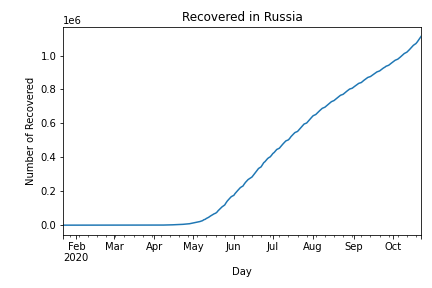 Recovered in Russia
1e6
Number of Recovered
1.0
0.8
0.6
0.4
0.2
0.0
Feb Mar Apr May Jun Jul Aug Sep Oct
2020
Day